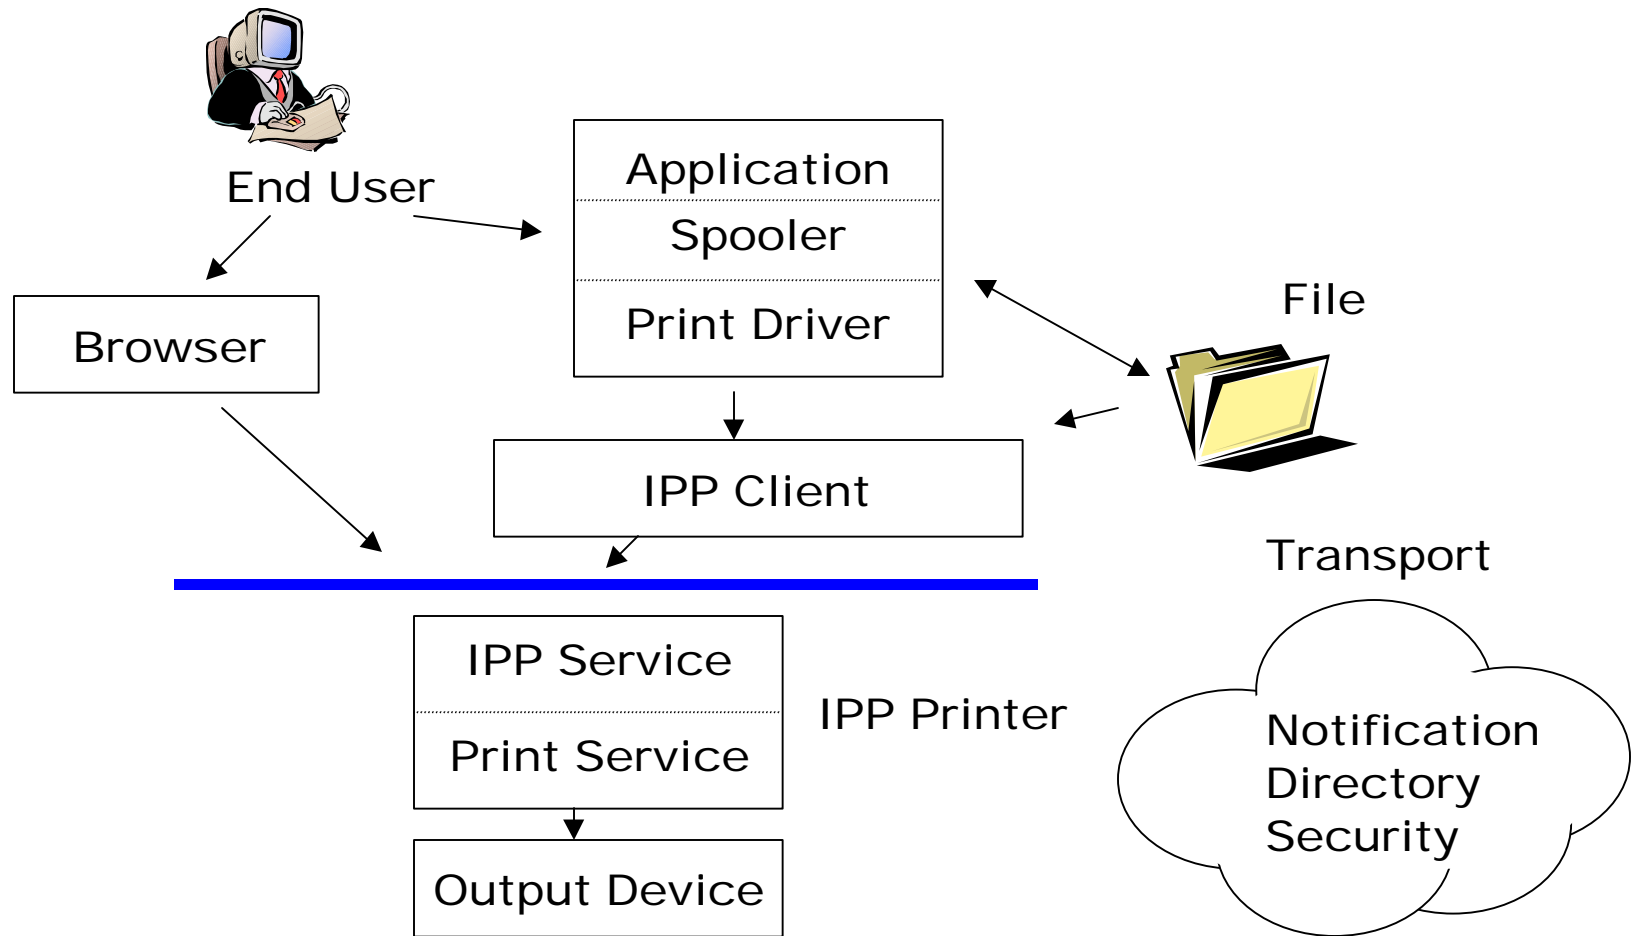 End User
Application
Spooler
Print Driver
Browser
File
IPP Client
Transport
IPP Service
Print Service
IPP Printer
Notification
Directory
Security
Output Device